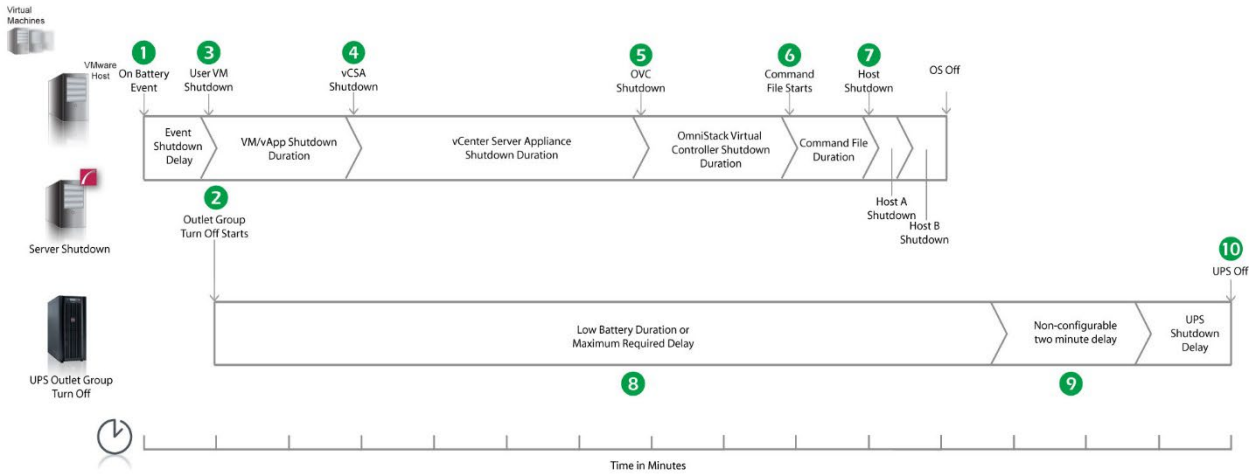 Virtual
Machines
VMware
Host
1
On Battery
Event
3
User VM
Shutdown
4
vCSA
Shutdown
5
OVC
Shutdown
6
Command
File Starts
7
Host
Shutdown
OS Off
Event
Shutdown
Delay
VM/vApp Shutdown
Duration
vCenter Server Appliance
Shutdown Duration
OmniStack Virtual
Controller Shutdown
Duration
Command File
Duration
Host A
Shutdown
Host B
Shutdown
Server Shutdown
2
Outlet Group
Turn Off Starts
10
UPS Off
Low Battery Duration or
Maximum Required Delay
Non-configurable
two minute delay
UPS
Shutdown
Delay
UPS Outlet Group
Turn Off
8
9
Time in Minutes